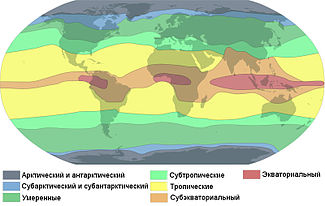 Арктический и антарктический
Субарктический и субантарктический
Умеренные
Субтропические
Тропические
Субэкваториальный
Экваториальный